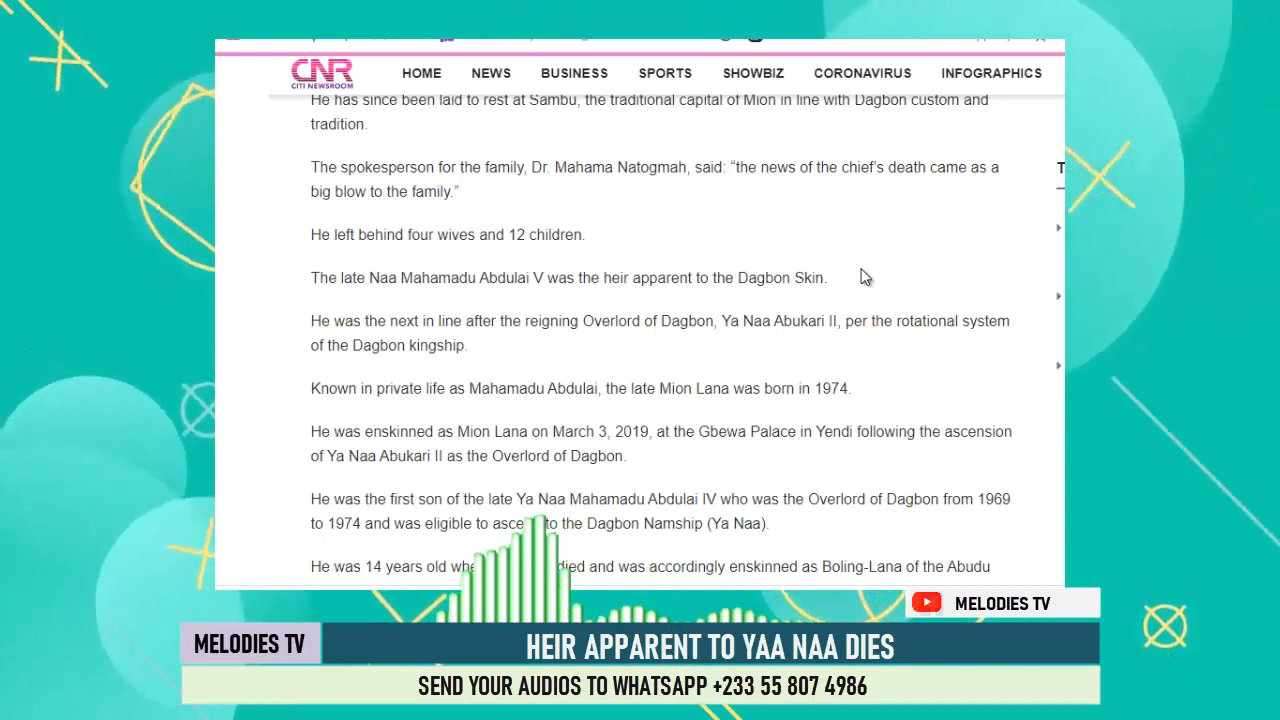 CNR
CITI NEWSROOM
HOME NEWS BUSINESS SPORTS SHOWBIZ CORONAVIRUS INFOGRAPHICS
He has since been laid to rest at Sambu, the traditional capital of Mion in line with Dagbon custom and
tradition.
The spokesperson for the family, Dr. Mahama Natogmah, said: “the news of the chief’s death came as a
big blow to the family.”
He left behind four wives and 12 children.
The late Naa Mahamadu Abdulai V was the heir apparent to the Dagbon Skin.
He was the next in line after the reigning Overlord of Dagbon, Ya Naa Abukari II, per the rotational system
of the Dagbon kingship.
Known in private life as Mahamadu Abdulai, the late Mion Lana was born in 1974.
He was enskinned as Mion Lana on March 3, 2019, at the Gbewa Palace in Yendi following the ascension
of Ya Naa Abukari II as the Overlord of Dagbon.
He was the first son of the late Ya Naa Mahamadu Abdulai IV who was the Overlord of Dagbon from 1969
to 1974 and was eligible to to the Dagbon Namship (Ya Naa).
He was 14 years old died and was accordingly enskinned as Boling-Lana of the Abudu
MELODIES TV
MELODIES TV
HEIR APPARENT TO YAA NAA DIES
SEND YOUR AUDIOS TO WHATSAPP +233 55 807 4986